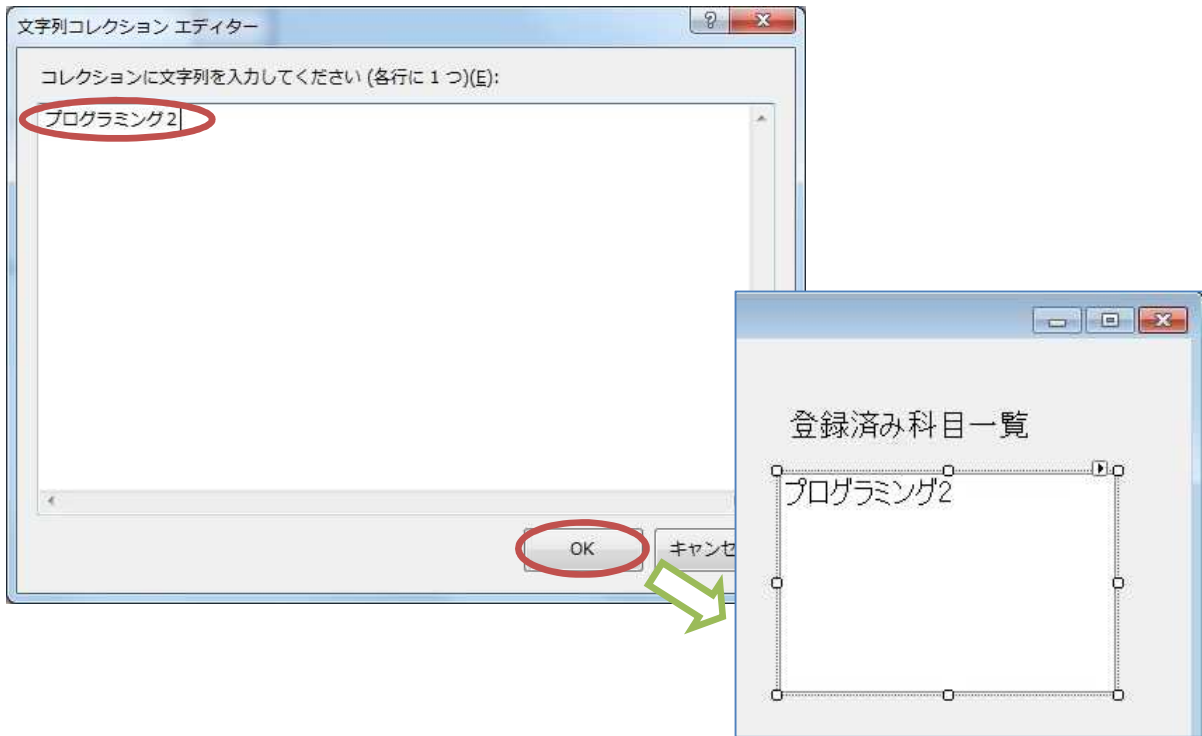 文字列コレクション エディター
コレクションに文字列を入力してください (各行に 1 つ)(E):
プログラミング2
OK
キャンセ
登録済み科目一覧
プログラミング2